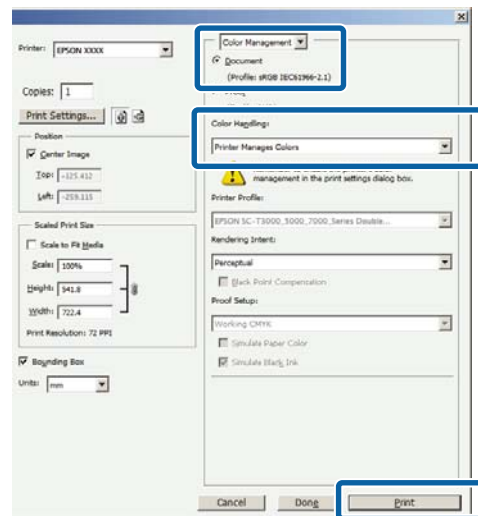 Printer: EPSON XXXX
Copies: 1
Print Settings...
Position
Center Image
Top: -125.412
Left: -259.115
Scaled Print Size
Scale to Fit Media
Scale: 100%
Height: 541.8
Width: 722.4
Print Resolution: 72 PPI
Bounding Box
Units: mm
Color Management
Document
(Profile: sRGB IEC61966-2.1)
Color Handling:
Printer Manages Colors
management in the print settings dialog box.
Printer Profile:
EPSON SC-T3000_5000_7000_Series Double...
Rendering Intent:
Perceptual
Black Point Compensation
Proof Setup:
Working CMYK
Simulate Paper Color
Simulate Black Ink
Cancel
Done
Print